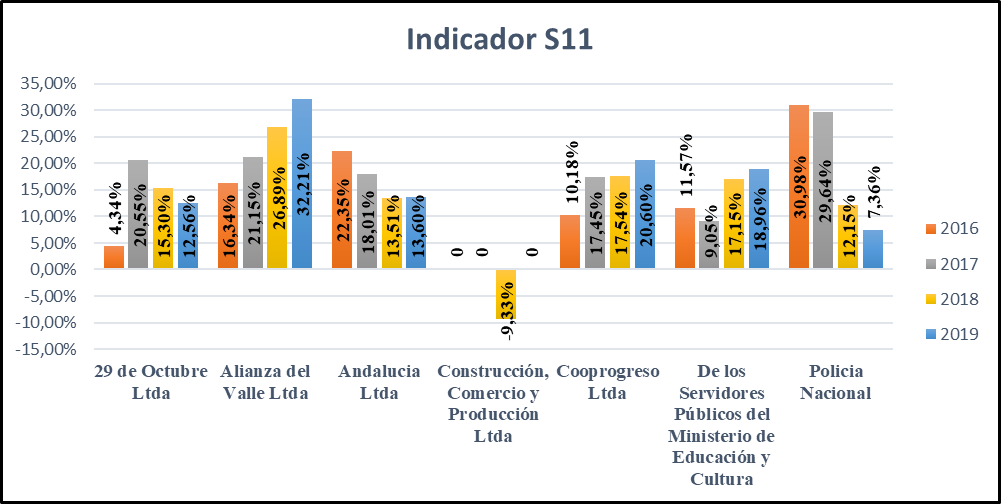 Indicador S11
35,00%
30,00%
25,00%
20,00%
15,00%
10,00%
5,00%
0,00%
-5,00%
-10,00%
-15,00%
4,34%
20,55%
15,30%
12,56%
16,34%
21,15%
26,89%
32,21%
22,35%
18,01%
13,51%
13,60%
0
0
-9,33%
0
10,18%
17,45%
17,54%
20,60%
11,57%
9,05%
17,15%
18,96%
30,98%
29,64%
12,15%
7,36%
29 de Octubre
Ltda
Alianza del
Valle Ltda
Andalucia
Ltda
Construcción,
Comercio y
Producción
Ltda
Cooprogreso
Ltda
De los
Servidores
Públicos del
Ministerio de
Educación y
Cultura
Policia
Nacional
2016
2017
2018
2019